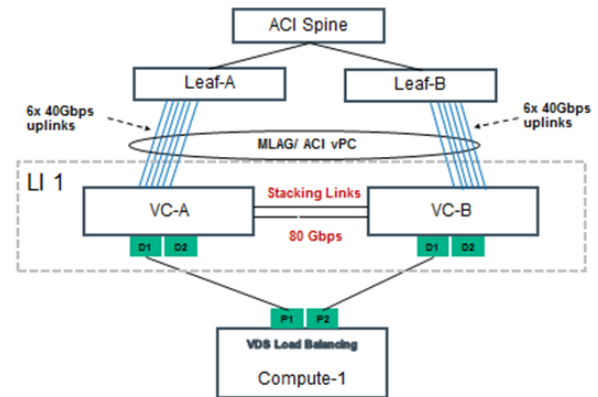 ACI Spine
Leaf-A
Leaf-B
6x 40Gbps
uplinks
6x 40Gbps
uplinks
MLAG/ ACI vPC
LI 1
Stacking Links
VC-A
VC-B
80 Gbps
D1 D2
D1 D2
P1 P2
VDS Load Balancing
Compute-1